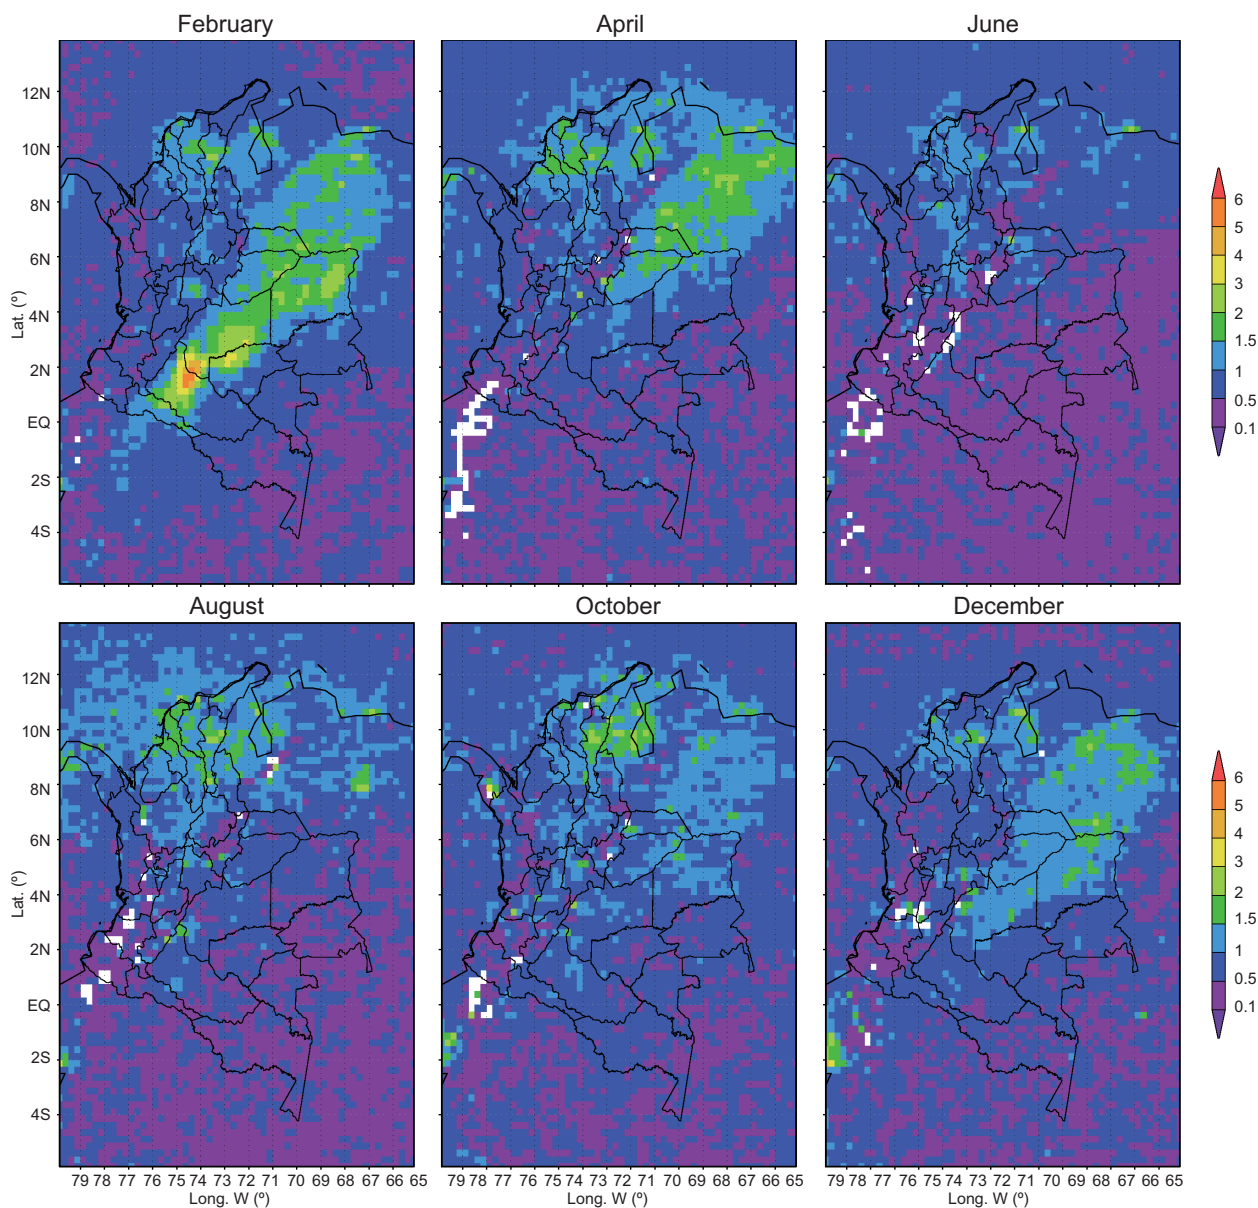 February
April
June
12N
10N
8N
6N
4N
2N
EQ
2S
4S
Lat. (º)
6
5
4
3
2
1.5
1
0.5
0.1
August
October
December
12N
10N
8N
6N
4N
2N
EQ
2S
4S
Lat. (º)
6
5
4
3
2
1.5
1
0.5
0.1
79 78 77 76 75 74 73 72 71 70 69 68 67 66 65
79 78 77 76 75 74 73 72 71 70 69 68 67 66 65
79 78 77 76 75 74 73 72 71 70 69 68 67 66 65
Long. W (º)
Long. W (º)
Long. W (º)